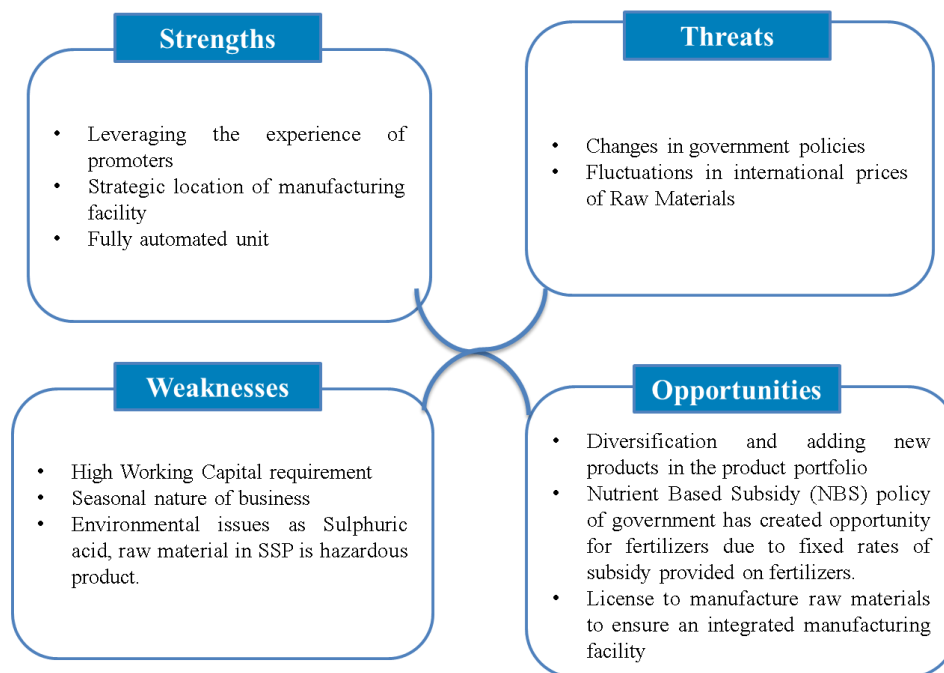 Strengths
• Leveraging the experience of
promoters
• Strategic location of manufacturing
facility
• Fully automated unit
Threats
• Changes in government policies
• Fluctuations in international prices
of Raw Materials
Weaknesses
• High Working Capital requirement
• Seasonal nature of business
• Environmental issues as Sulphuric
acid, raw material in SSP is hazardous
product.
Opportunities
• Diversification and adding new
products in the product portfolio
• Nutrient Based Subsidy (NBS) policy
of government has created opportunity
for fertilizers due to fixed rates of
subsidy provided on fertilizers.
• License to manufacture raw materials
to ensure an integrated manufacturing
facility